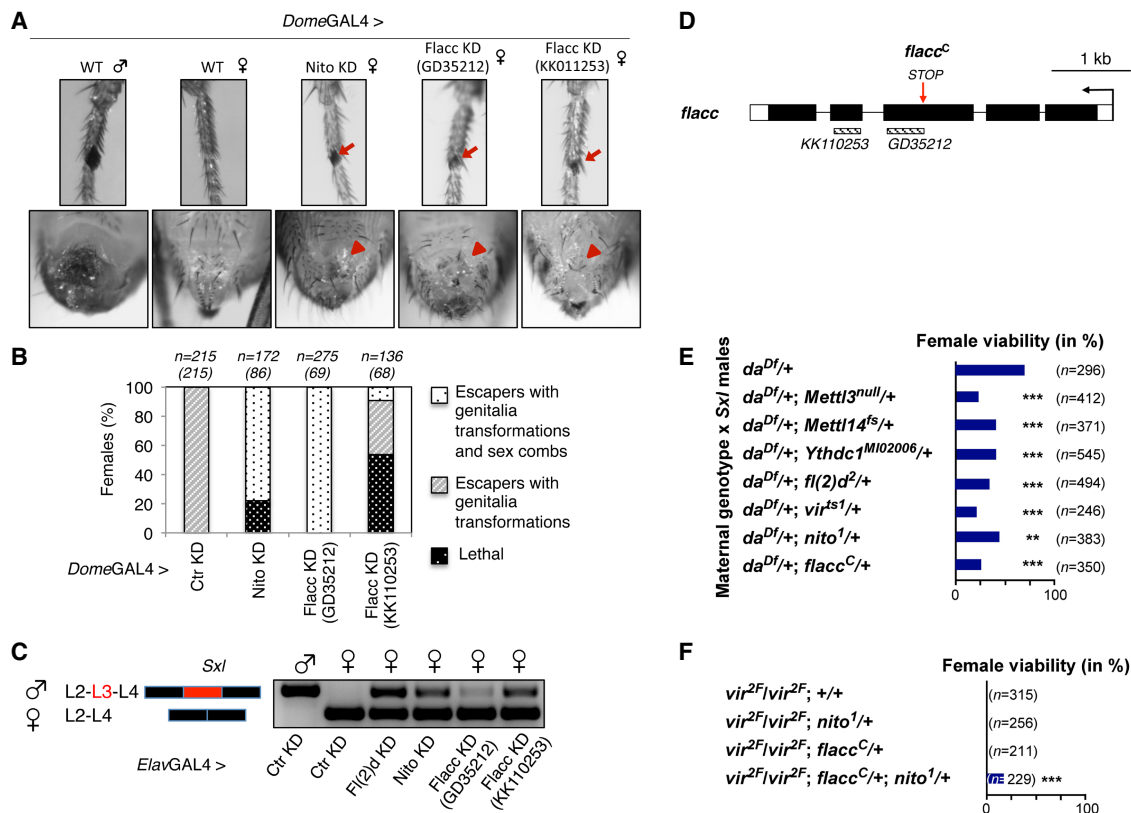 A
DomeGAL4 >
WT ♂
WT ♀
Nito KD ♀
Flacc KD
(GD35212) ♀
Flacc KD
(KK011253) ♀
B
n=215
(215)
n=172
(86)
n=275
(69)
n=136
(68)
Females (%)
100
80
60
40
20
0
Escapers with
genitalia
transformations
and sex combs
Escapers with
genitalia
transformations
Lethal
DomeGAL4 >
Ctr KD
Nito KD
Flacc KD
(GD35212)
Flacc KD
(KK110253)
C
Sxl
♂ L2-L3-L4
♀ L2-L4
ElavGAL4 >
♂ ♀ ♀ ♀ ♀ ♀
Ctr KD
Ctr KD
Fl(2)d KD
Nito KD
Flacc KD
(GD35212)
Flacc KD
(KK110253)
D
flaccC
STOP
1 kb
flacc
KK110253
GD35212
E
Female viability (in %)
Maternal genotype x Sxl males
daDf/+ (n=296)
daDf/+; Mettl3null/+ *** (n=412)
daDf/+; Mettl14fs/+ *** (n=371)
daDf/+; Ythdc1MI02006/+ *** (n=545)
daDf/+; fl(2)d2/+ *** (n=494)
daDf/+; virts1/+ *** (n=246)
daDf/+; nito1/+ ** (n=383)
daDf/+; flaccC/+ *** (n=350)
0 100
F
Female viability (in %)
vir2F/vir2F; +/+ (n=315)
vir2F/vir2F; nito1/+ (n=256)
vir2F/vir2F; flaccC/+ (n=211)
vir2F/vir2F; flaccC/+; nito1/+ (n= 229) ***
0 100